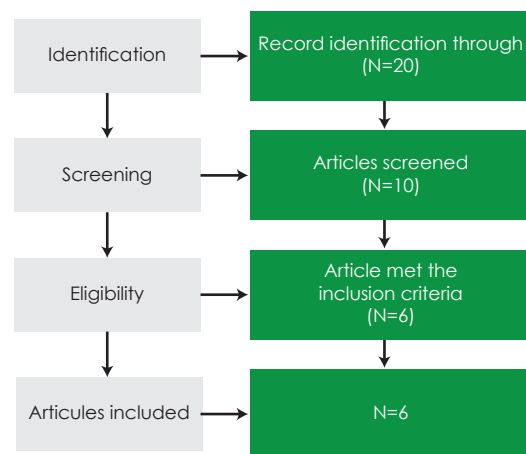 Identification
Record identification through
(N=20)
Screening
Articles screened
(N=10)
Eligibility
Article met the
inclusion criteria
(N=6)
Articules included
N=6